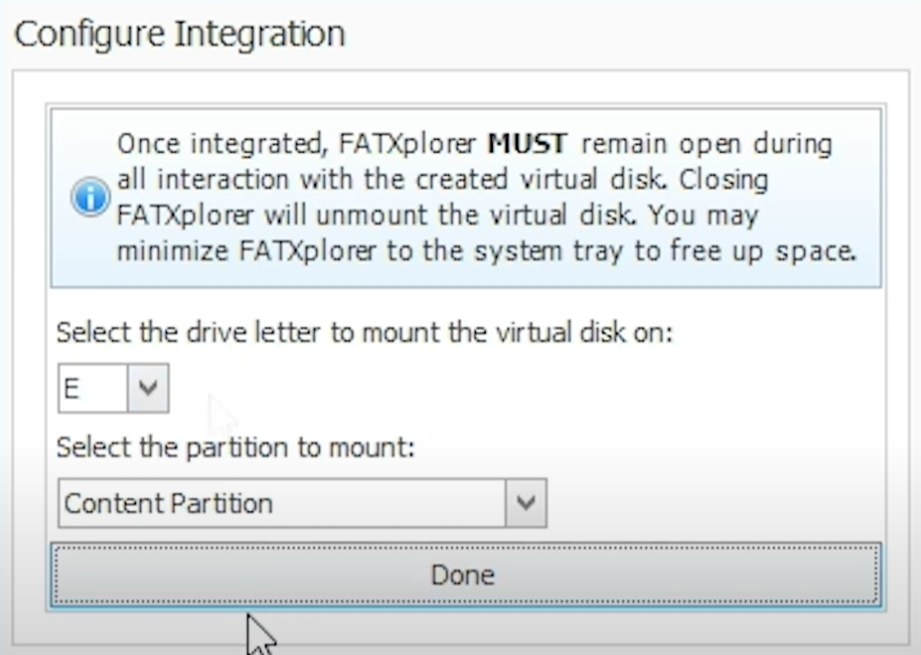 Configure Integration
Once integrated, FATXplorer MUST remain open during
all interaction with the created virtual disk. Closing
FATXplorer will unmount the virtual disk. You may
minimize FATXplorer to the system tray to free up space.
Select the drive letter to mount the virtual disk on:
E
Select the partition to mount:
Content Partition
Done